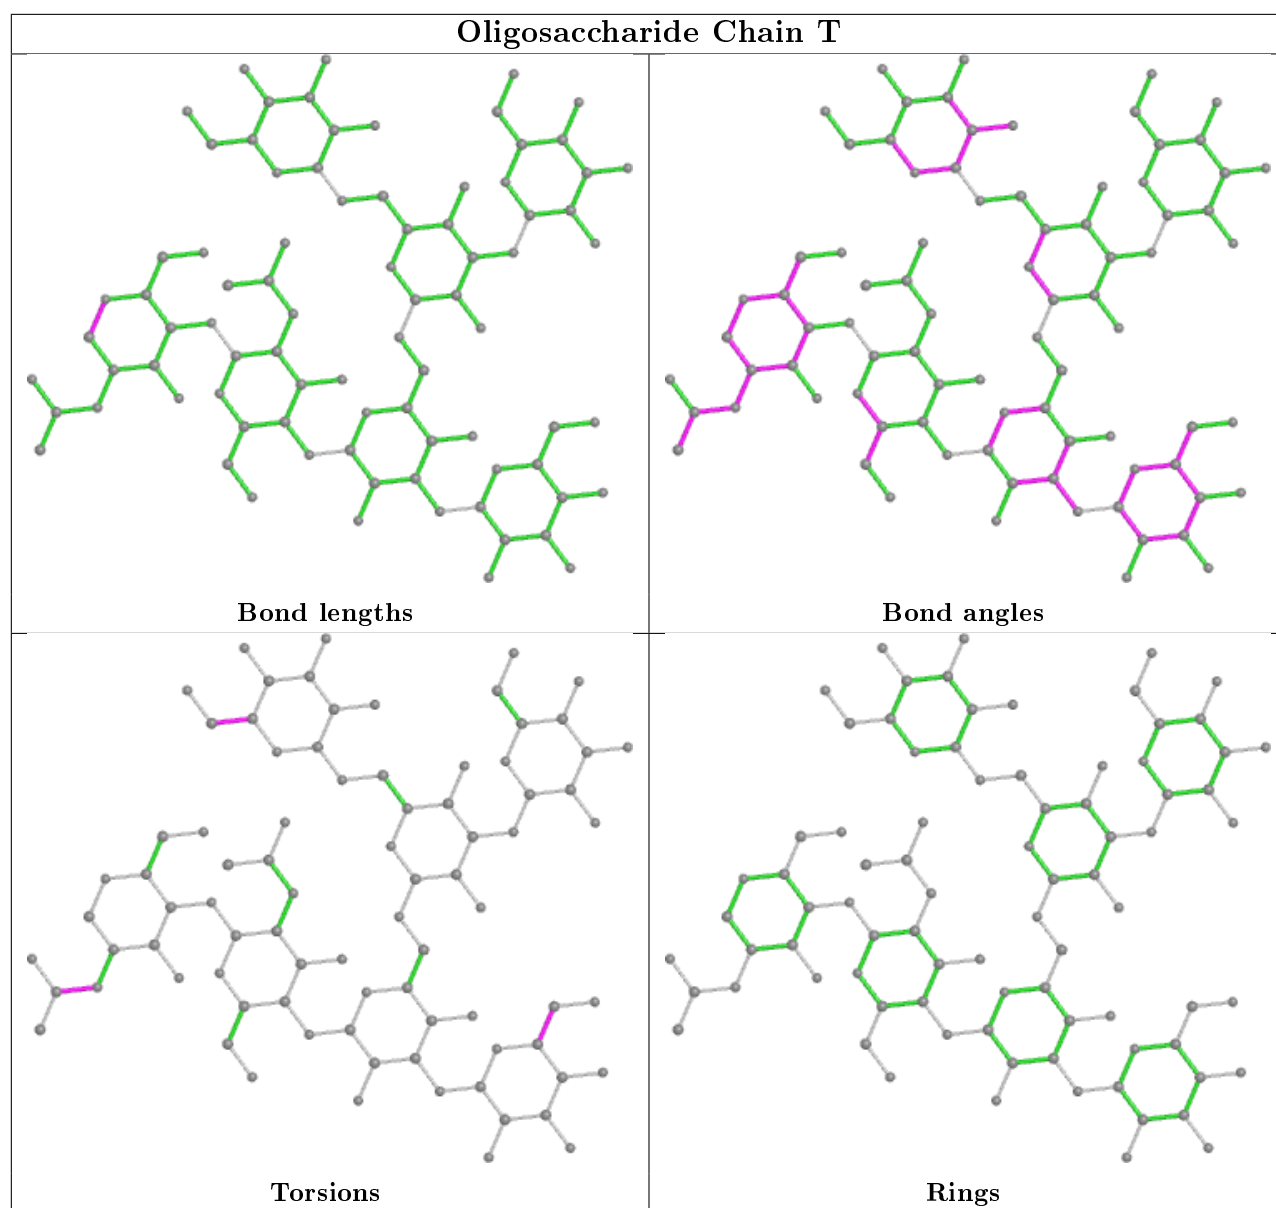 Oligosaccharide Chain T
Bond lengths
Bond angles
Torsions
Rings